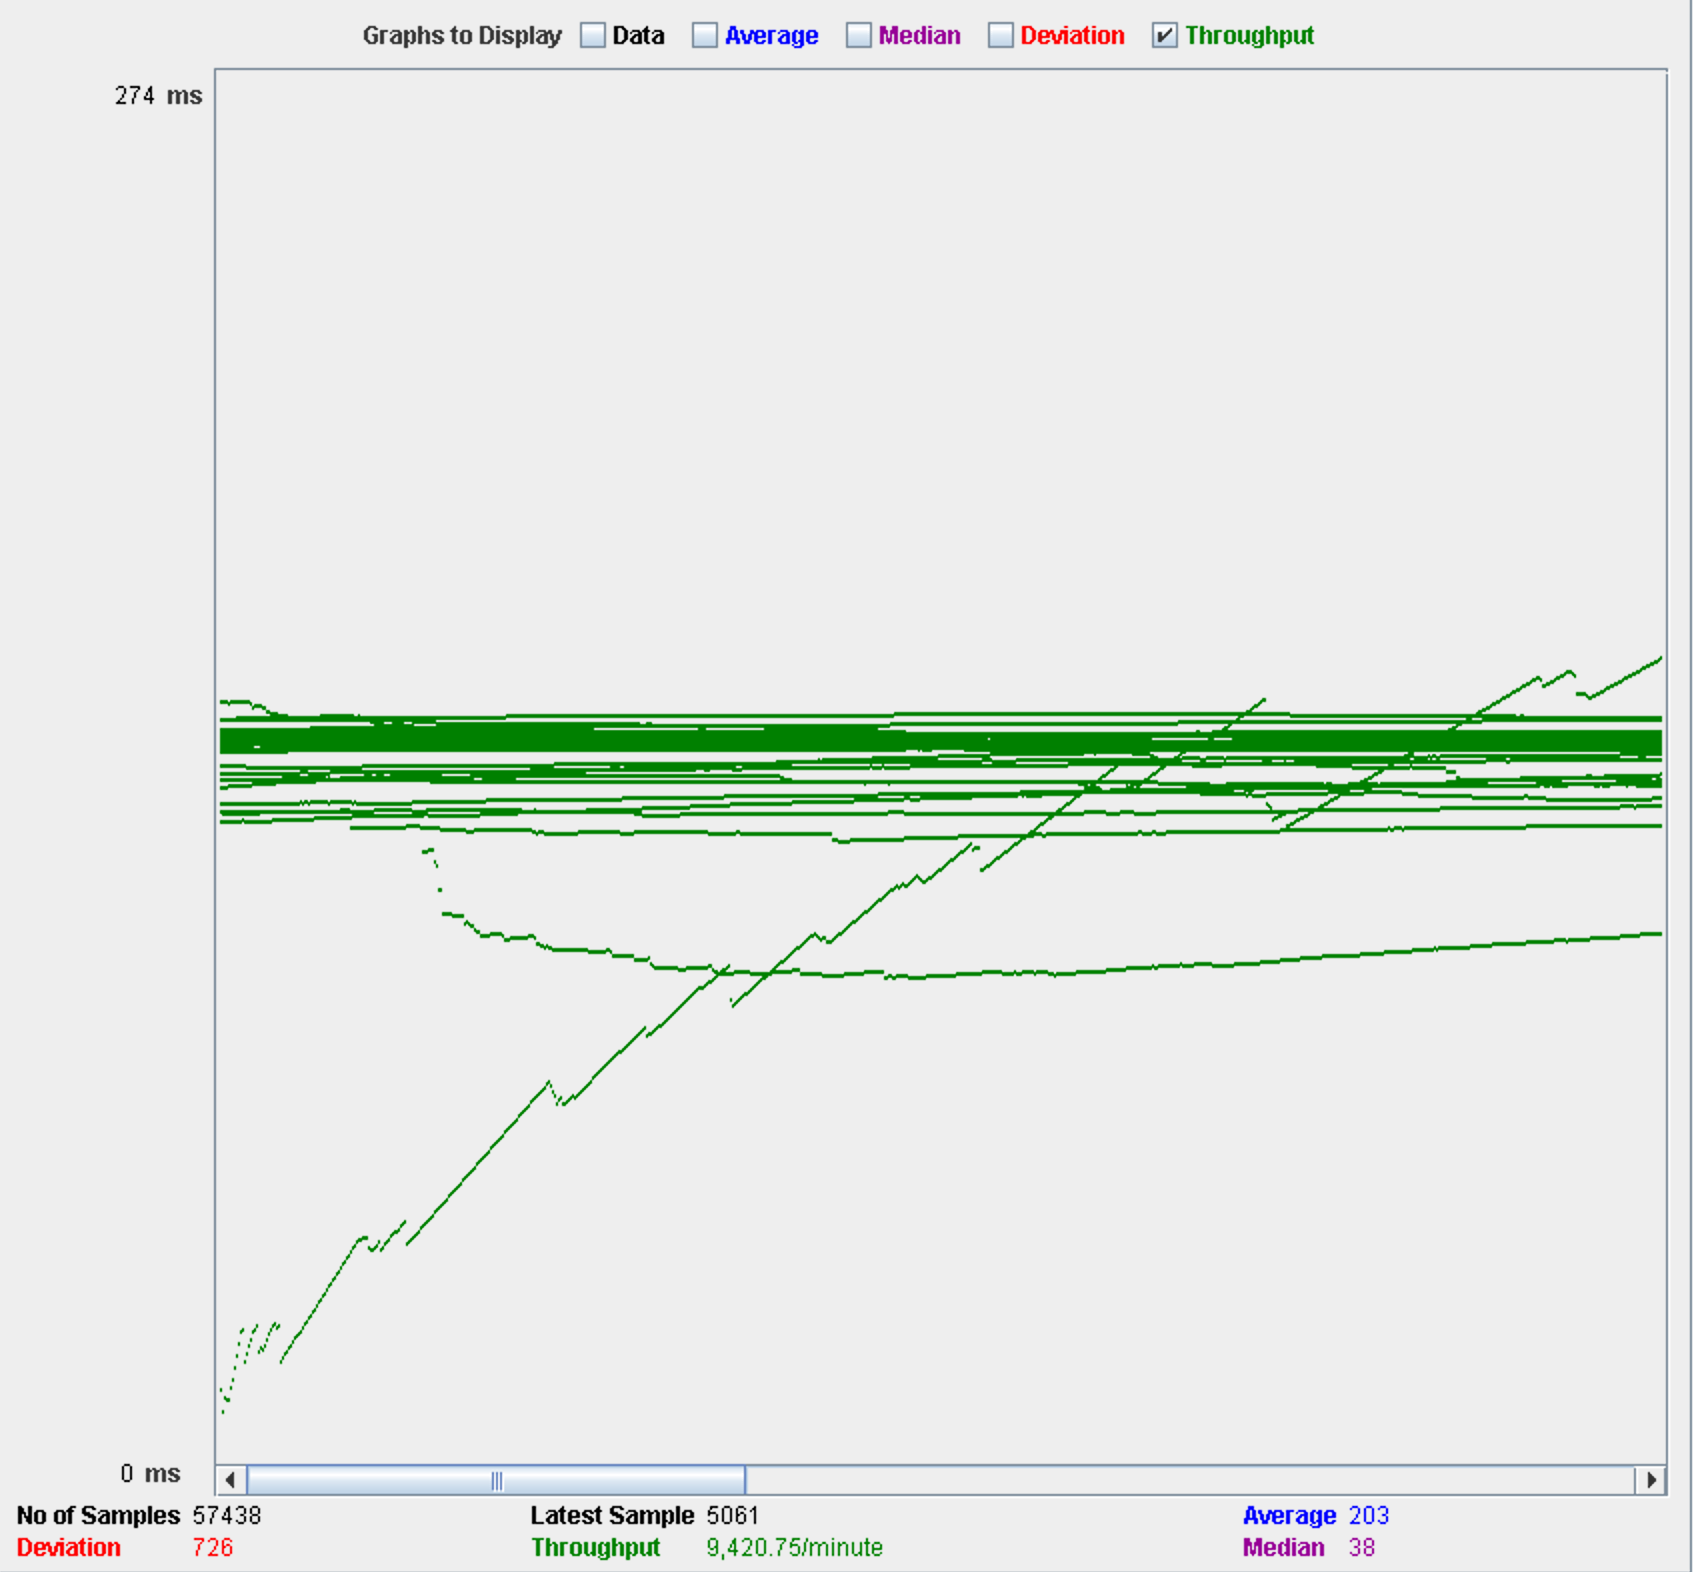 Graphs to Display Data Average Median Deviation Throughput
274 ms
0 ms
No of Samples 57438 Latest Sample 5061 Average 203
Deviation 726 Throughput 9,420.75/minute Median 38